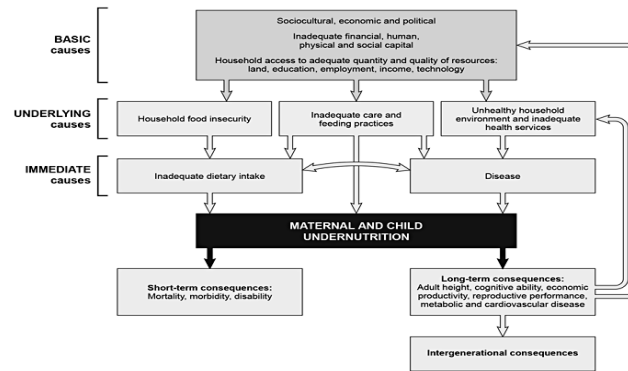 BASIC
causes
Sociocultural, economic and political
Inadequate financial, human,
physical and social capital
Household access to adequate quantity and quality of resources:
land, education, employment, income, technology
UNDERLYING
causes
Household food insecurity
Inadequate care and
feeding practices
Unhealthy household
environment and inadequate
health services
IMMEDIATE
causes
Inadequate dietary intake
Disease
MATERNAL AND CHILD
UNDERNUTRITION
Short-term consequences:
Mortality, morbidity, disability
Long-term consequences:
Adult height, cognitive ability, economic
productivity, reproductive performance,
metabolic and cardiovascular disease
Intergenerational consequences